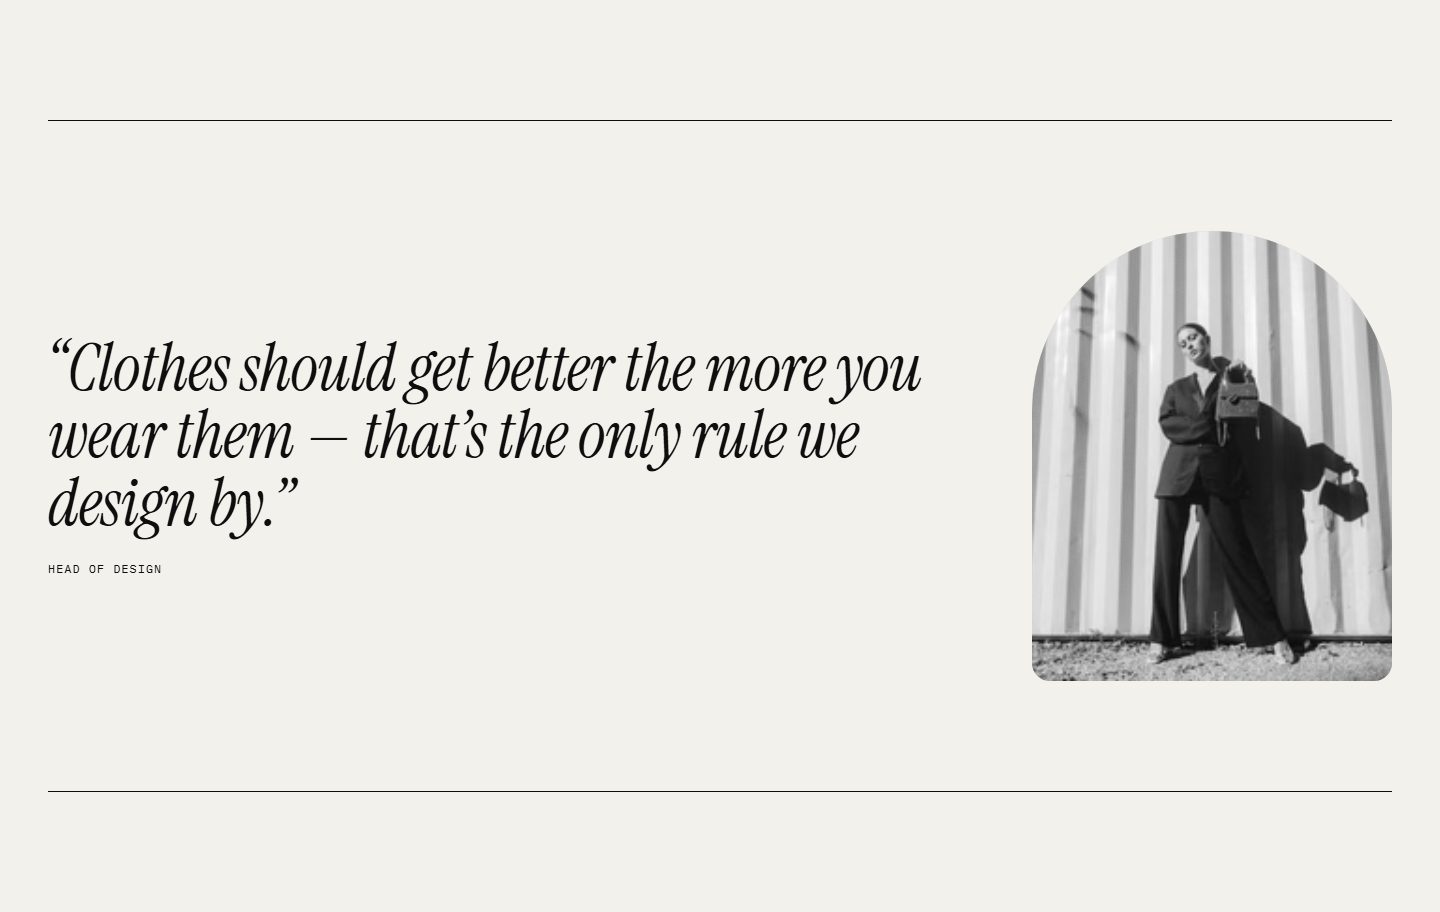 “Clothes should get better the more you
wear them — that’s the only rule we
design by.”
HEAD OF DESIGN